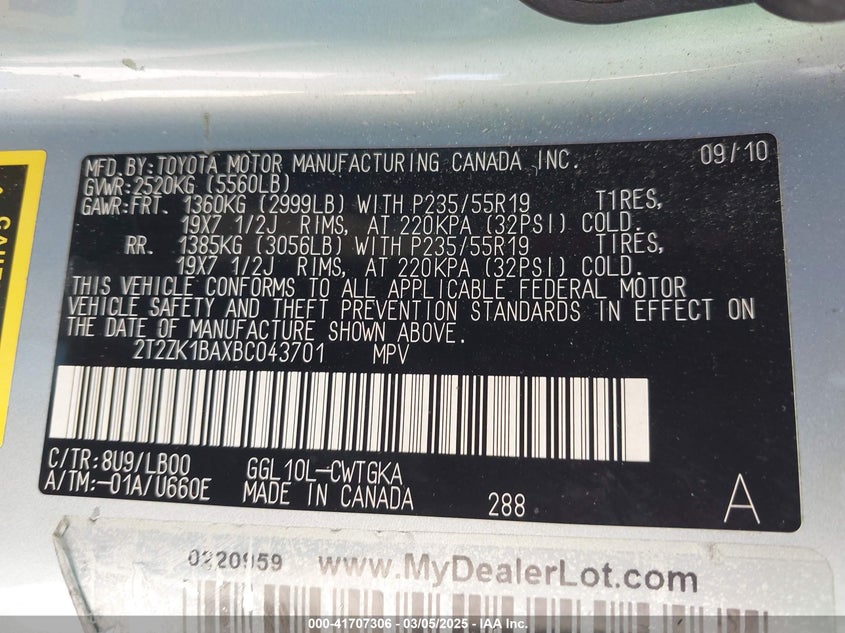 MFD.BY:TOYOTA MOTOR MANUFACTURING CANADA INC. 09/10
GVWR:2520KG (5560LB)
GAWR:FRT. 1360KG (2999LB) WITH P235/55R19 TIRES,
19X7 1/2J RIMS, AT 220KPA (32PSI) COLD.
RR. 1385KG (3056LB) WITH P235/55R19 TIRES,
19X7 1/2J RIMS, AT 220KPA (32PSI) COLD.
THIS VEHICLE CONFORMS TO ALL APPLICABLE FEDERAL MOTOR
VEHICLE SAFETY AND THEFT PREVENTION STANDARDS IN EFFECT ON
THE DATE OF MANUFACTURE SHOWN ABOVE.
2T2ZK1BAXBC043701 MPV
C/TR:8U9/LB00 GGL10L-CWTGKA
A/TM:-01A/U660E MADE IN CANADA 288 A
0320959 www.MyDealerLot.com
000-41707306 - 03/05/2025 - IAA Inc.